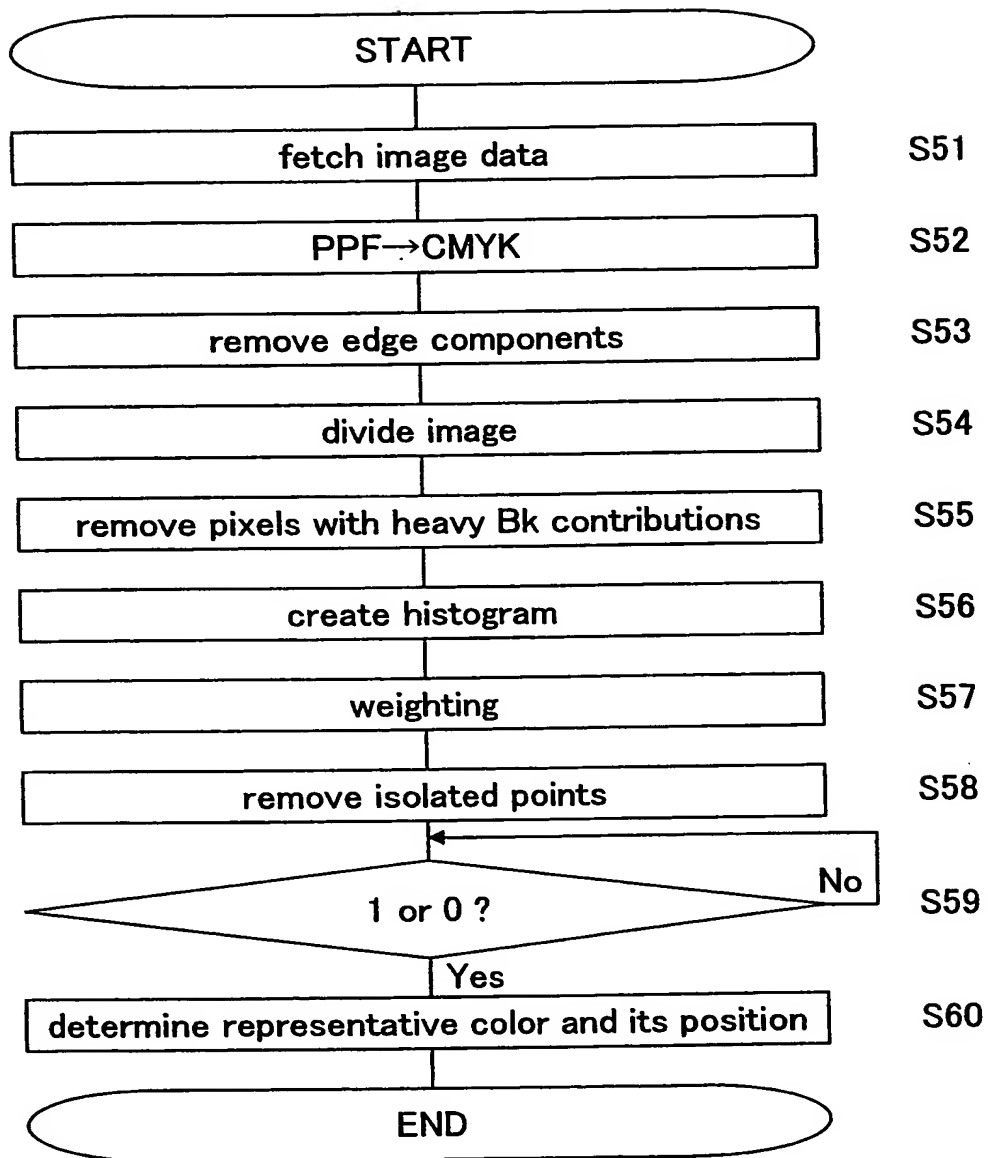 START
fetch image data S51
PPF→CMYK S52
remove edge components S53
divide image S54
remove pixels with heavy Bk contributions S55
create histogram S56
weighting S57
remove isolated points S58
No
1 or 0 ? S59
Yes
determine representative color and its position S60
END